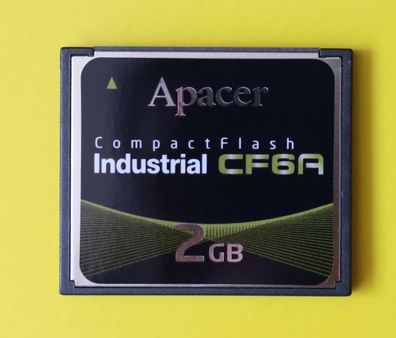 Apacer
CompactFlash
Industrial CF6A
2GB